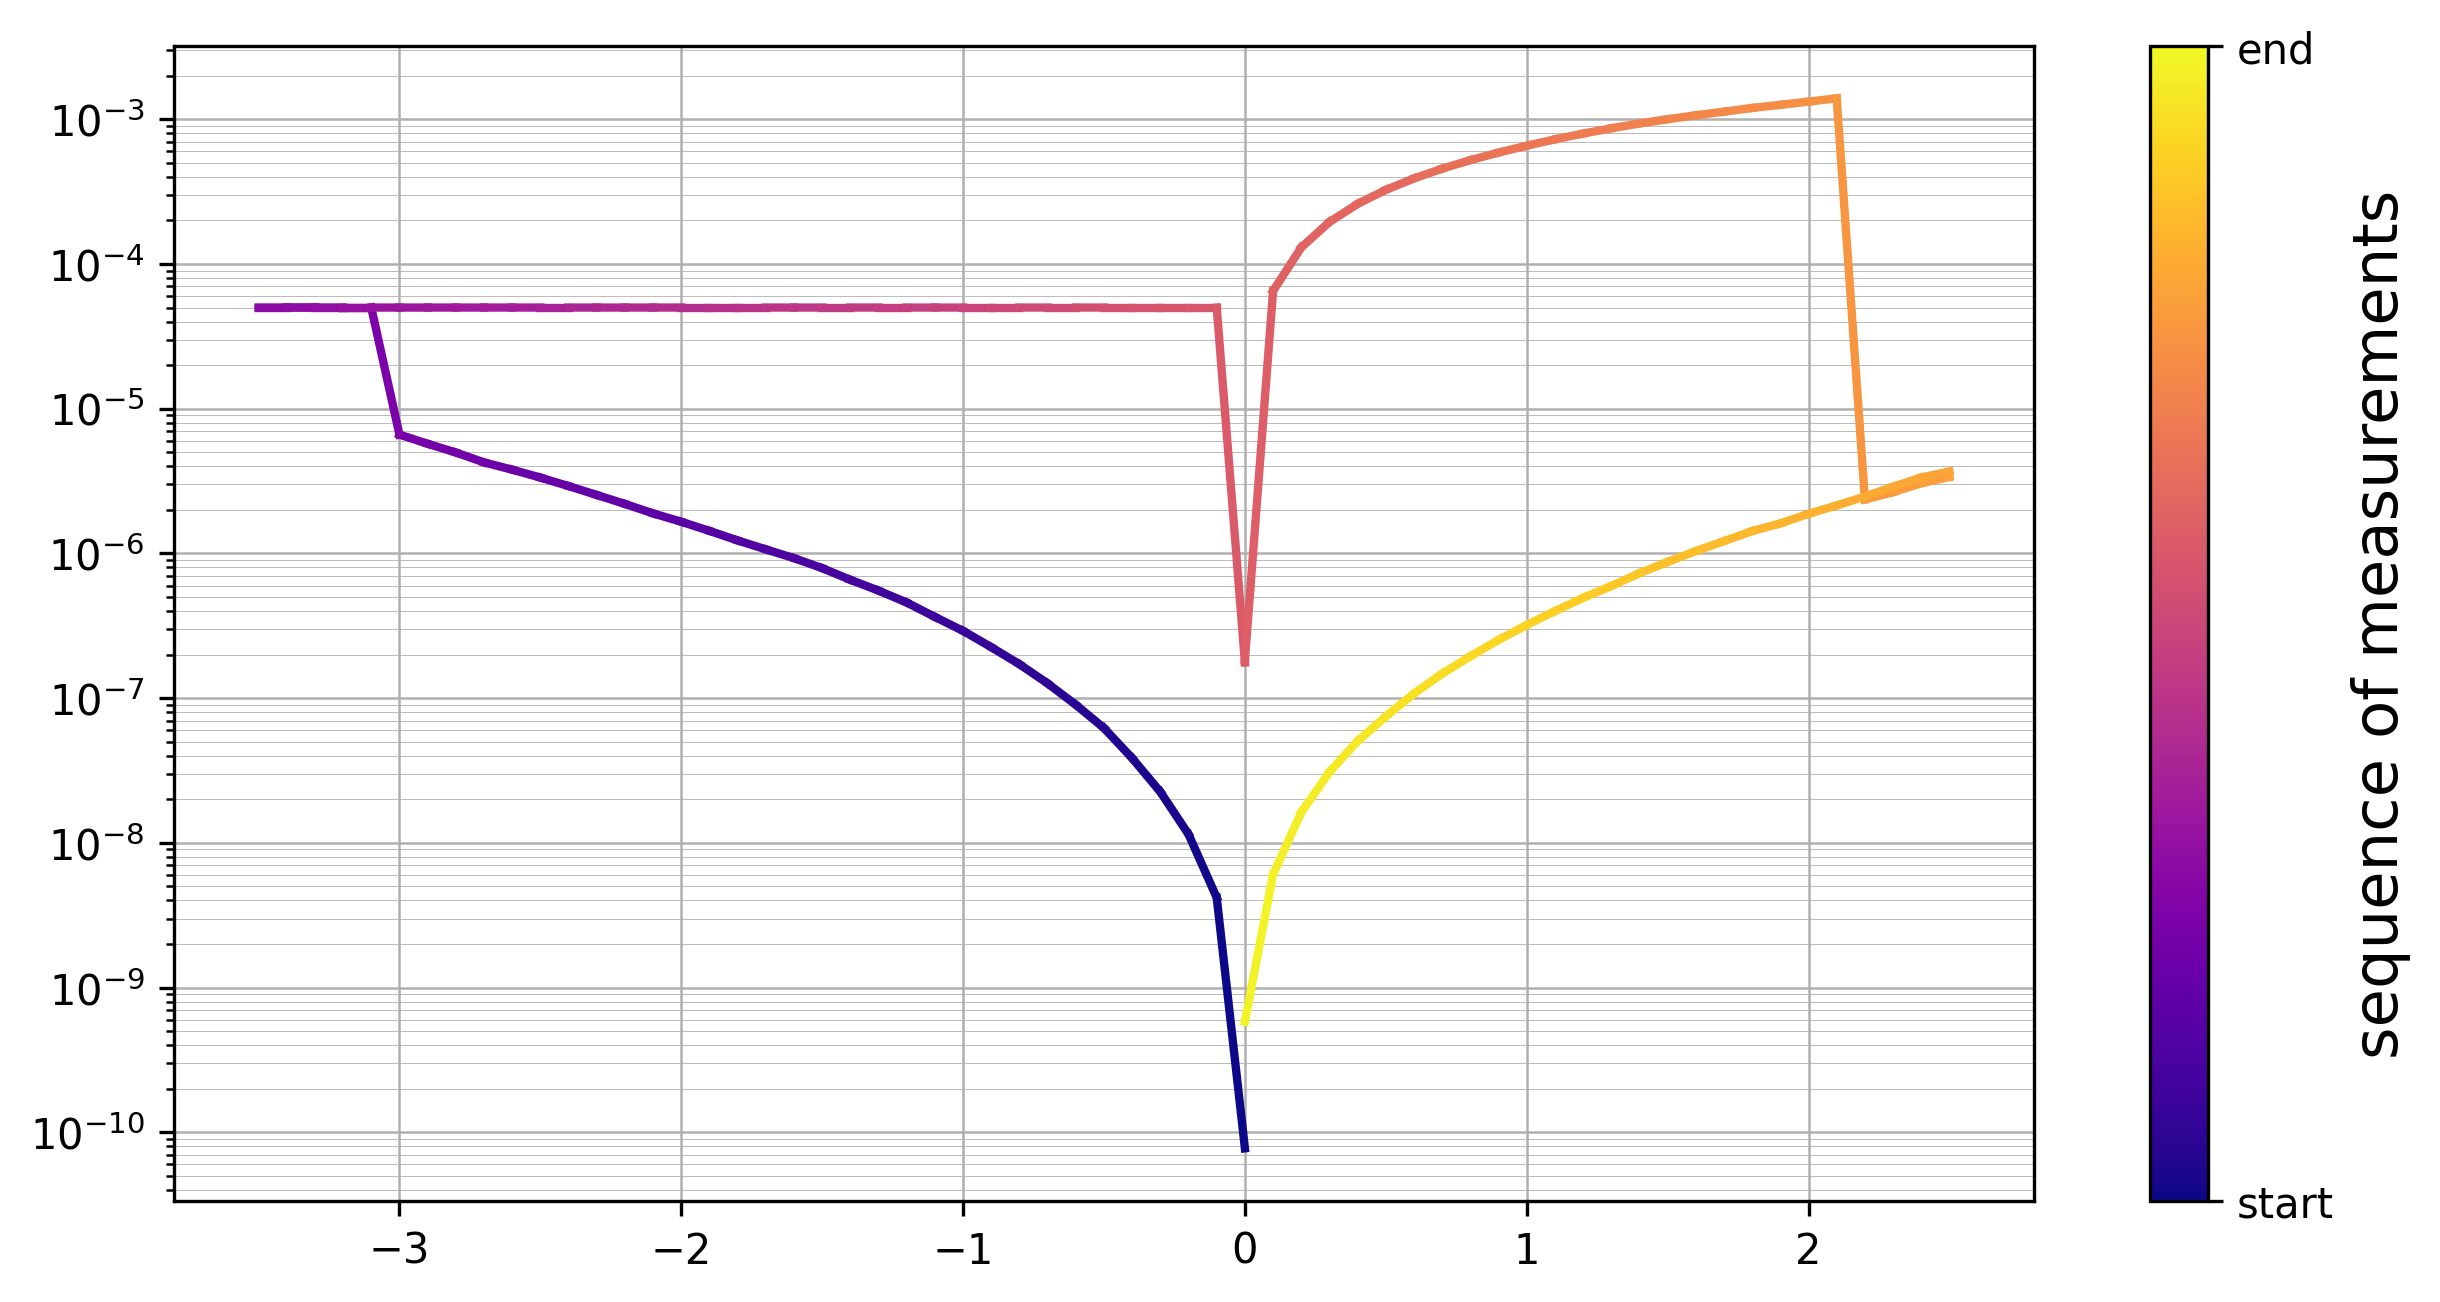 10⁻³
10⁻⁴
10⁻⁵
10⁻⁶
10⁻⁷
10⁻⁸
10⁻⁹
10⁻¹⁰
−3 −2 −1 0 1 2
end
start
sequence of measurements